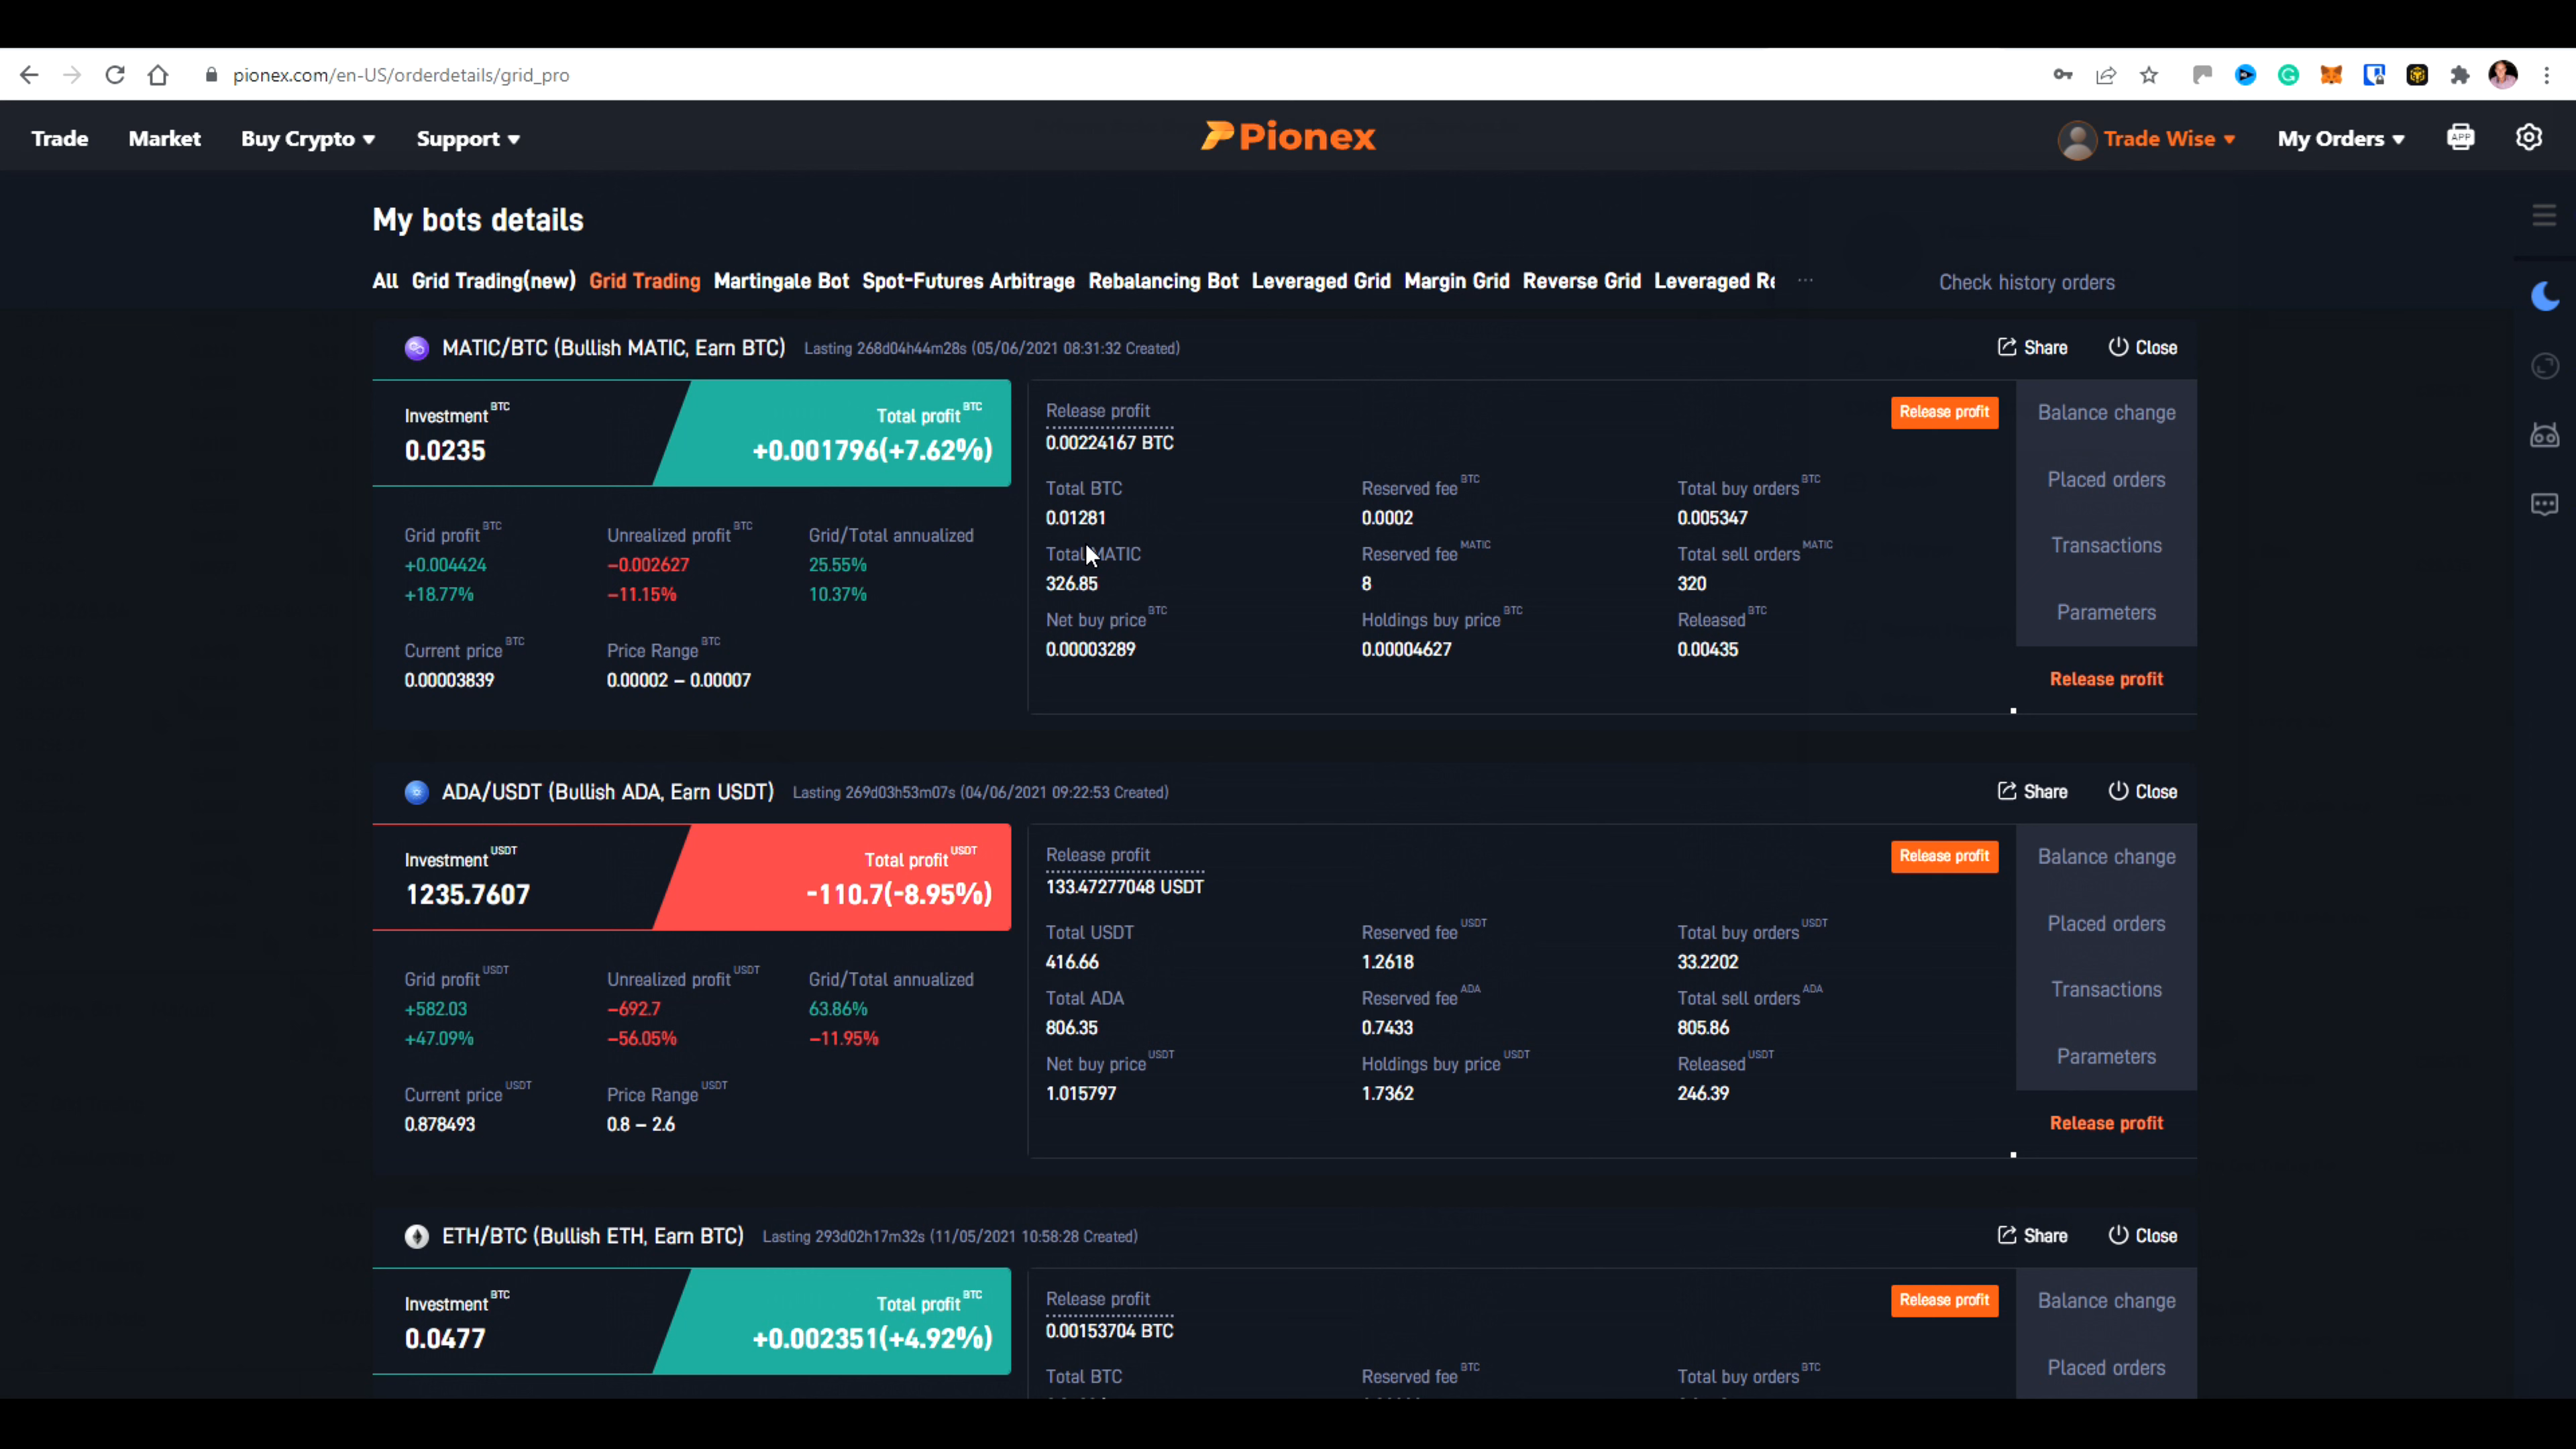 pionex.com/en-US/orderdetails/grid_pro
Trade Market Buy Crypto Support Pionex Trade Wise My Orders APP
My bots details
All Grid Trading(new) Grid Trading Martingale Bot Spot-Futures Arbitrage Rebalancing Bot Leveraged Grid Margin Grid Reverse Grid Leveraged Re ... Check history orders
MATIC/BTC (Bullish MATIC, Earn BTC) Lasting 268d04h44m28s (05/06/2021 08:31:32 Created) Share Close
Investment BTC Total profit BTC
0.0235 +0.001796(+7.62%)
Grid profit BTC Unrealized profit BTC Grid/Total annualized
+0.004424 -0.002627 25.55%
+18.77% -11.15% 10.37%
Current price BTC Price Range BTC
0.00003839 0.00002 – 0.00007
Release profit Release profit
0.00224167 BTC
Total BTC Reserved fee BTC Total buy orders BTC
0.01281 0.0002 0.005347
Total MATIC Reserved fee MATIC Total sell orders MATIC
326.85 8 320
Net buy price BTC Holdings buy price BTC Released BTC
0.00003289 0.00004627 0.00435
Balance change
Placed orders
Transactions
Parameters
Release profit
ADA/USDT (Bullish ADA, Earn USDT) Lasting 269d03h53m07s (04/06/2021 09:22:53 Created) Share Close
Investment USDT Total profit USDT
1235.7607 -110.7(-8.95%)
Grid profit USDT Unrealized profit USDT Grid/Total annualized
+582.03 -692.7 63.86%
+47.09% -56.05% -11.95%
Current price USDT Price Range USDT
0.878493 0.8 – 2.6
Release profit Release profit
133.47277048 USDT
Total USDT Reserved fee USDT Total buy orders USDT
416.66 1.2618 33.2202
Total ADA Reserved fee ADA Total sell orders ADA
806.35 0.7433 805.86
Net buy price USDT Holdings buy price USDT Released USDT
1.015797 1.7362 246.39
Balance change
Placed orders
Transactions
Parameters
Release profit
ETH/BTC (Bullish ETH, Earn BTC) Lasting 293d02h17m32s (11/05/2021 10:58:28 Created) Share Close
Investment BTC Total profit BTC
0.0477 +0.002351(+4.92%)
Release profit Release profit
0.00153704 BTC
Total BTC Reserved fee BTC Total buy orders BTC
Balance change
Placed orders